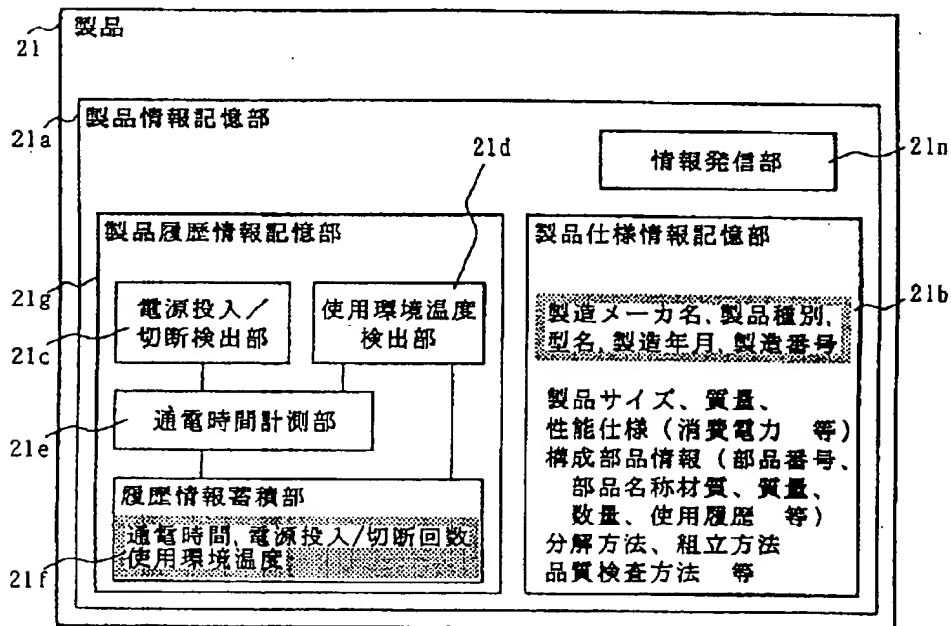 21
製品
21a
製品情報記憶部
21d
情報発信部
21n
製品履歴情報記憶部
製品仕様情報記憶部
21g
電源投入/
切断検出部
使用環境温度
検出部
21b
21c
製造メーカ名、製品種別、
型名、製造年月、製造番号
通電時間計測部
21e
製品サイズ、質量、
性能仕様(消費電力 等)
構成部品情報(部品番号、
部品名称材質、質量、
数量、使用履歴 等)
分解方法、組立方法
品質検査方法 等
履歴情報蓄積部
通電時間、電源投入/切断回数
使用環境温度
21f